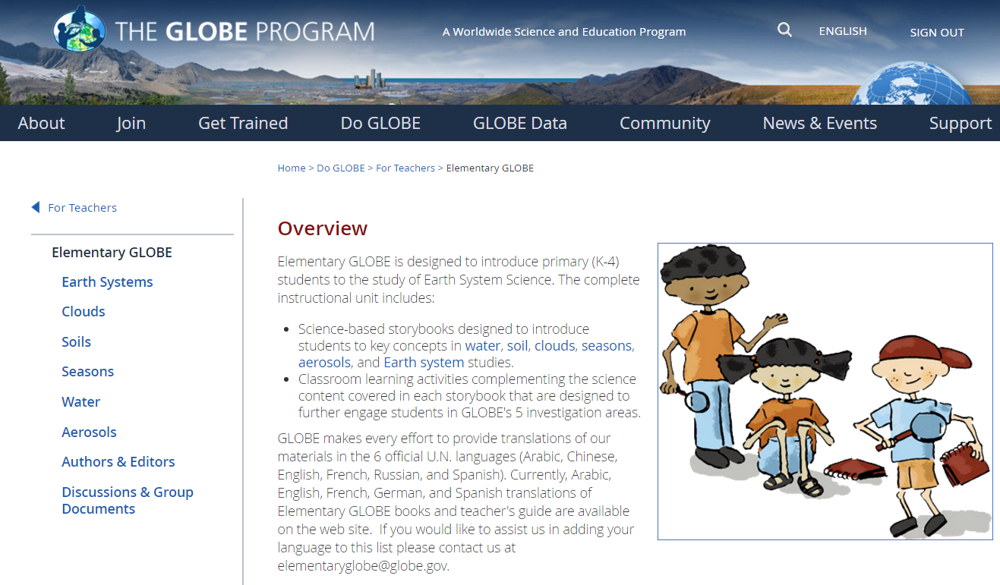 THE GLOBE PROGRAM
A Worldwide Science and Education Program
ENGLISH
SIGN OUT
About
Join
Get Trained
Do GLOBE
GLOBE Data
Community
News & Events
Support
Home > Do GLOBE > For Teachers > Elementary GLOBE
For Teachers
Elementary GLOBE
Earth Systems
Clouds
Soils
Seasons
Water
Aerosols
Authors & Editors
Discussions & Group
Documents
Overview
Elementary GLOBE is designed to introduce primary (K-4)
students to the study of Earth System Science. The complete
instructional unit includes:
• Science-based storybooks designed to introduce
students to key concepts in water, soil, clouds, seasons,
aerosols, and Earth system studies.
• Classroom learning activities complementing the science
content covered in each storybook that are designed to
further engage students in GLOBE's 5 investigation areas.
GLOBE makes every effort to provide translations of our
materials in the 6 official U.N. languages (Arabic, Chinese,
English, French, Russian, and Spanish). Currently, Arabic,
English, French, German, and Spanish translations of
Elementary GLOBE books and teacher's guide are available
on the web site.  If you would like to assist us in adding your
language to this list please contact us at
elementaryglobe@globe.gov.